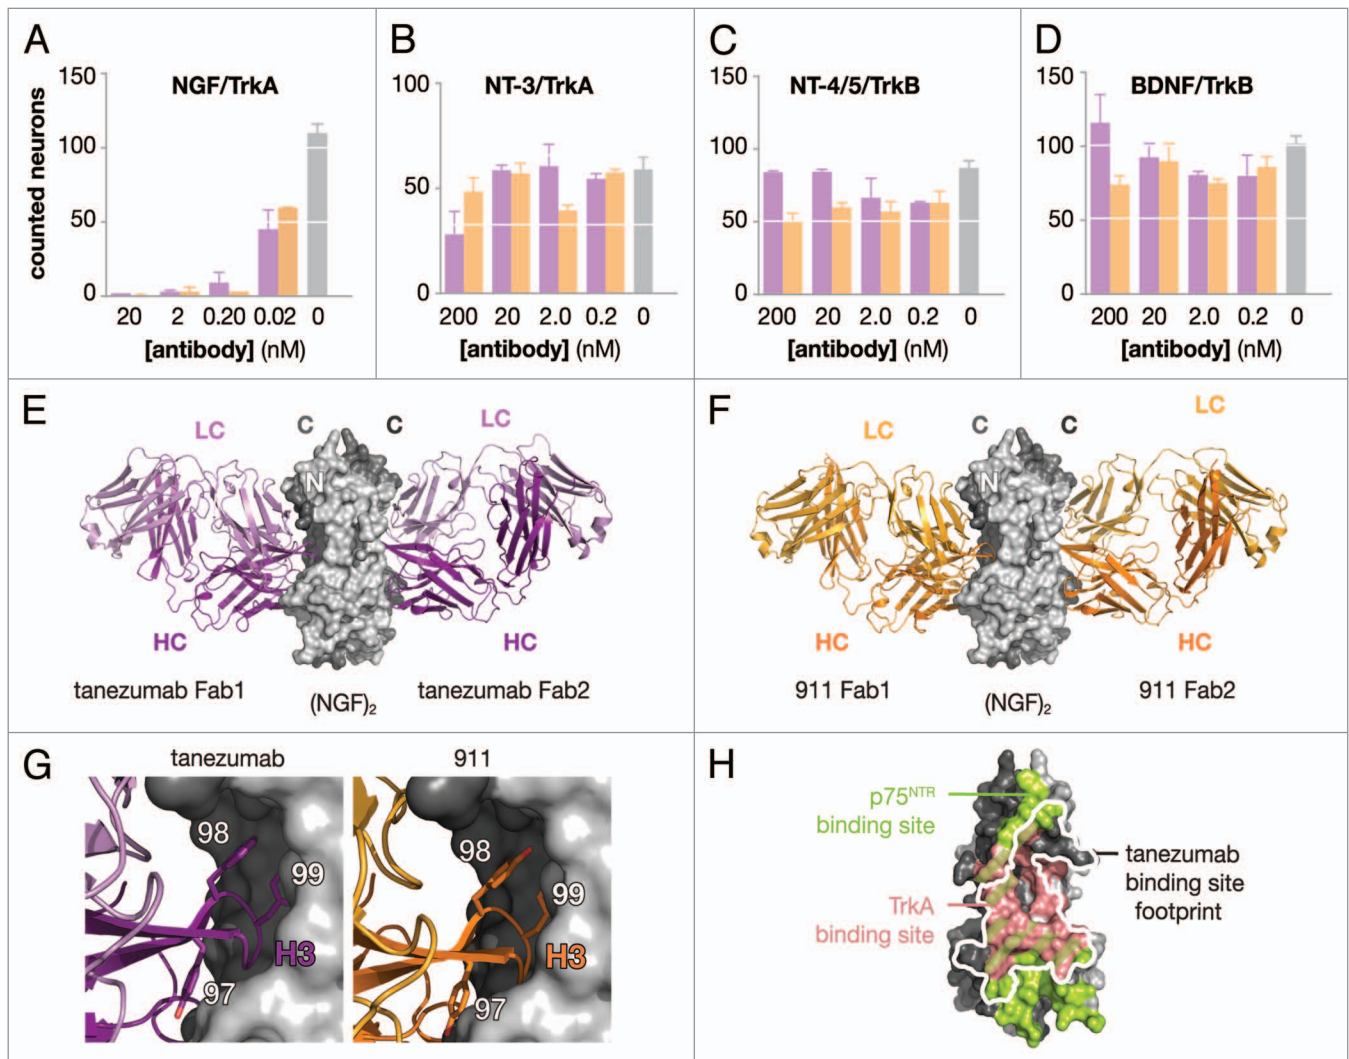 A
NGF/TrkA
counted neurons
150
100
50
0
20 2 0.20 0.02 0
[antibody] (nM)
B
NT-3/TrkA
100
50
0
200 20 2.0 0.2 0
[antibody] (nM)
C
NT-4/5/TrkB
150
100
50
0
200 20 2.0 0.2 0
[antibody] (nM)
D
BDNF/TrkB
150
100
50
0
200 20 2.0 0.2 0
[antibody] (nM)
E
LC
C
C
LC
N
HC
HC
tanezumab Fab1
(NGF)₂
tanezumab Fab2
F
LC
C
C
LC
N
HC
HC
911 Fab1
(NGF)₂
911 Fab2
G
tanezumab
98
99
H3
97
911
98
99
H3
97
H
p75ᴺᵀᴿ
binding site
tanezumab
binding site
footprint
TrkA
binding site